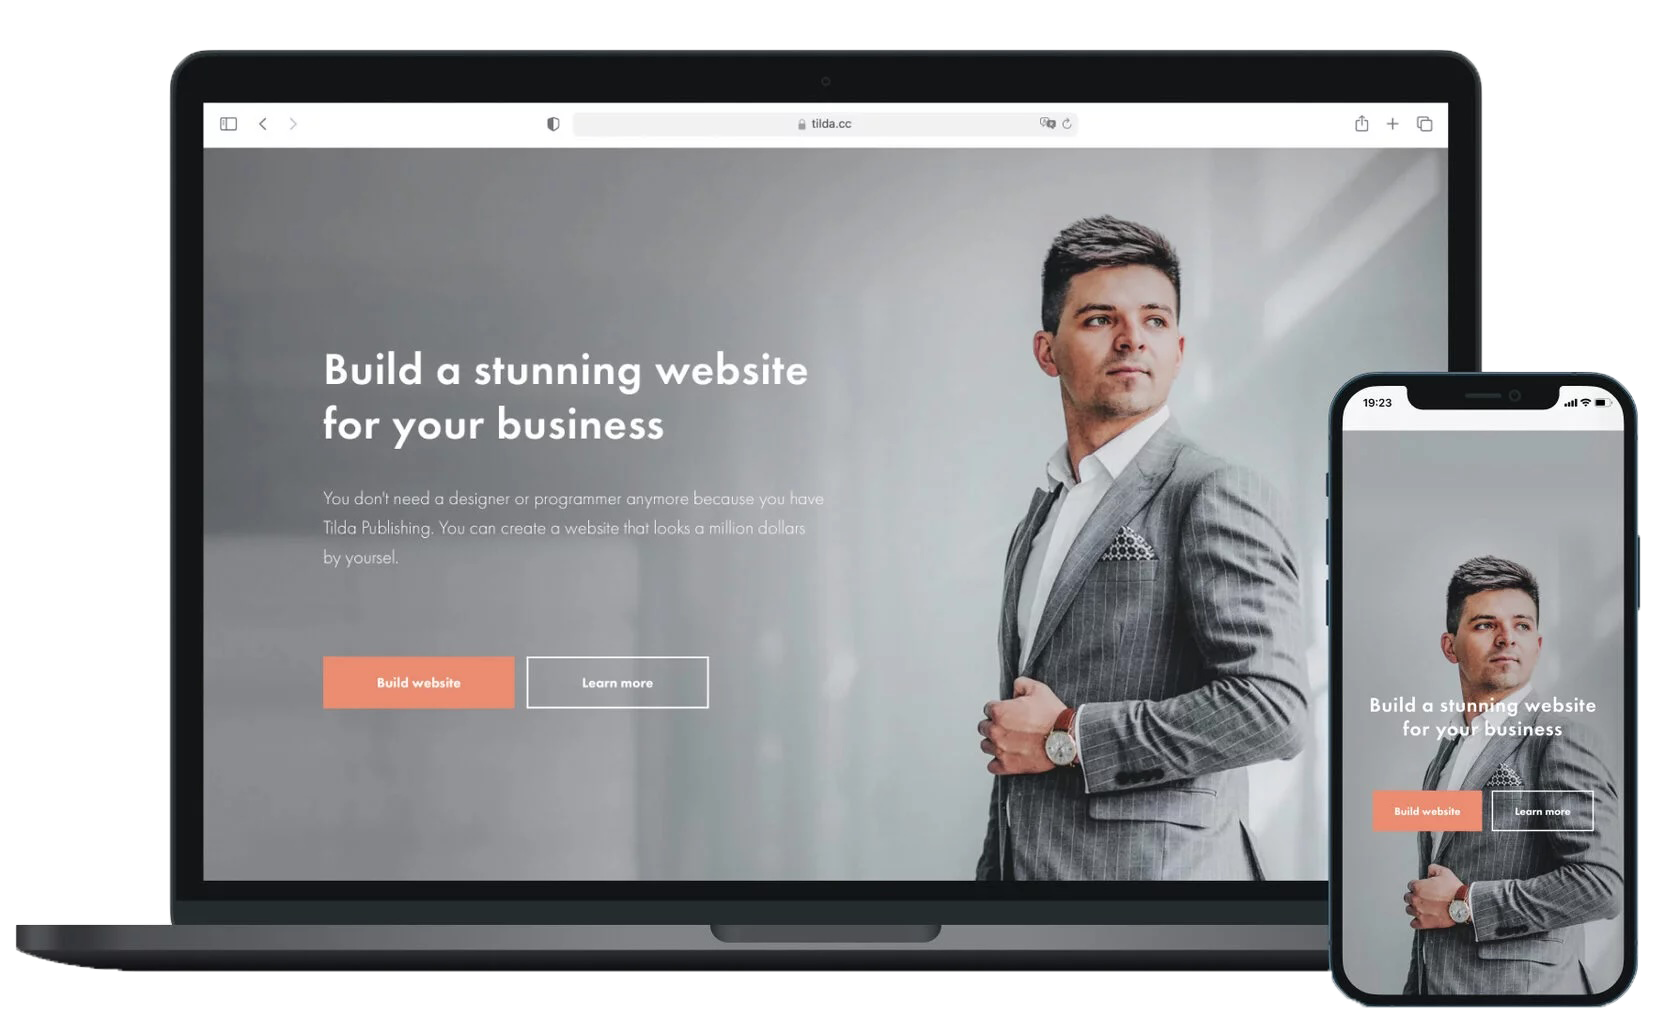 tilda.cc
Build a stunning website
for your business
You don't need a designer or programmer anymore because you have
Tilda Publishing. You can create a website that looks a million dollars
by yoursel.
Build website
Learn more
19:23
Build a stunning website
for your business
Build website
Learn more